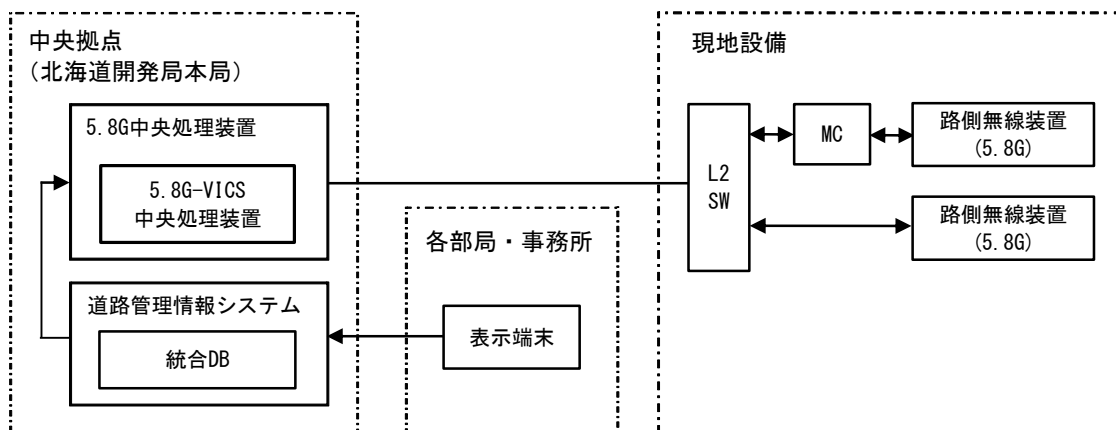 中央拠点
(北海道開発局本局)
5.8G中央処理装置
5.8G-VICS
中央処理装置
道路管理情報システム
統合DB
各部局・事務所
表示端末
現地設備
L2
SW
MC
路側無線装置
(5.8G)
路側無線装置
(5.8G)